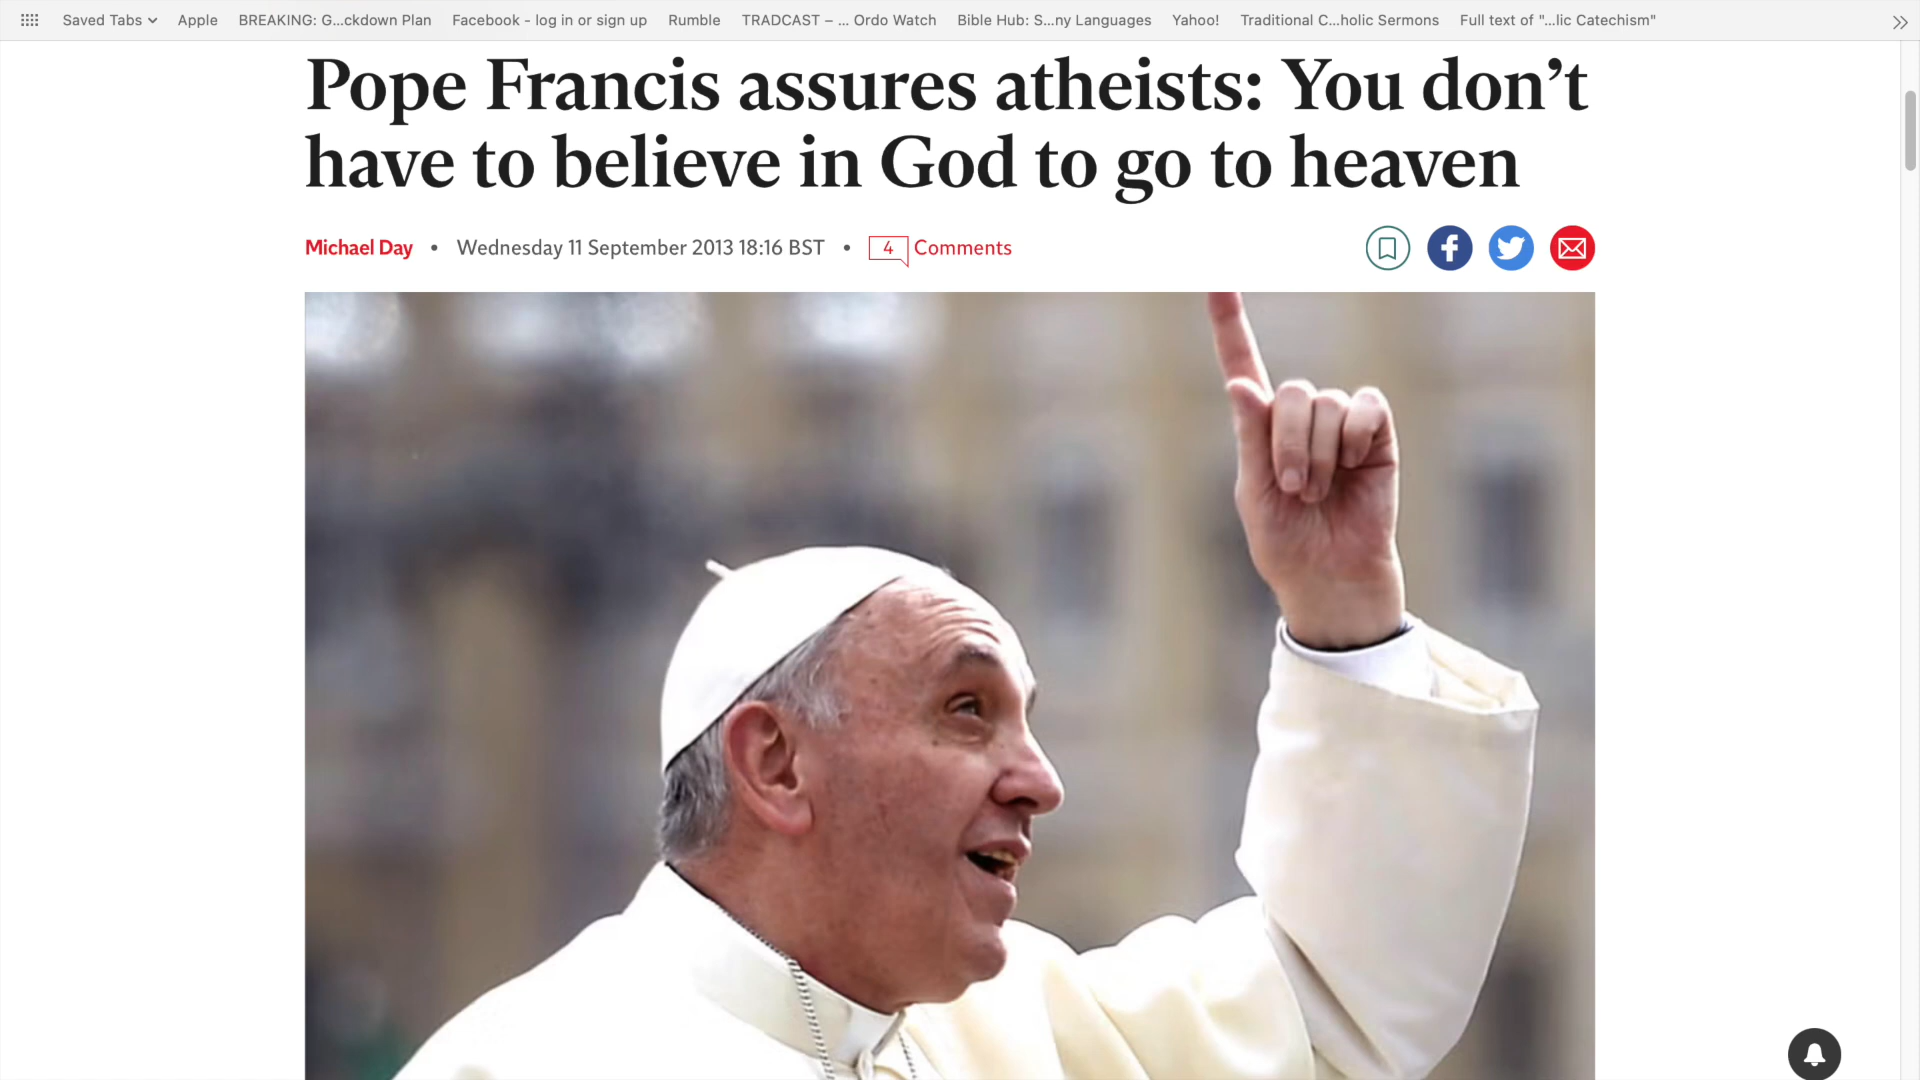 Saved Tabs Apple BREAKING: G...ckdown Plan Facebook - log in or sign up Rumble TRADCAST – ... Ordo Watch Bible Hub: S...ny Languages Yahoo! Traditional C...holic Sermons Full text of "...lic Catechism"
Pope Francis assures atheists: You don’t
have to believe in God to go to heaven
Michael Day • Wednesday 11 September 2013 18:16 BST • 4 Comments